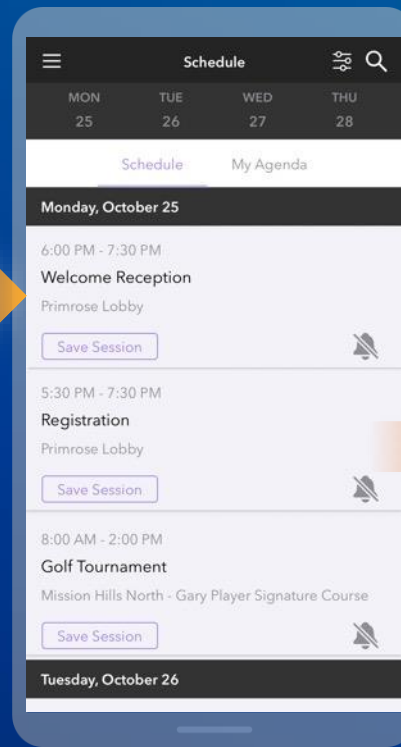 Schedule
MON TUE WED THU
25 26 27 28
Schedule My Agenda
Monday, October 25
6:00 PM - 7:30 PM
Welcome Reception
Primrose Lobby
Save Session
5:30 PM - 7:30 PM
Registration
Primrose Lobby
Save Session
8:00 AM - 2:00 PM
Golf Tournament
Mission Hills North - Gary Player Signature Course
Save Session
Tuesday, October 26